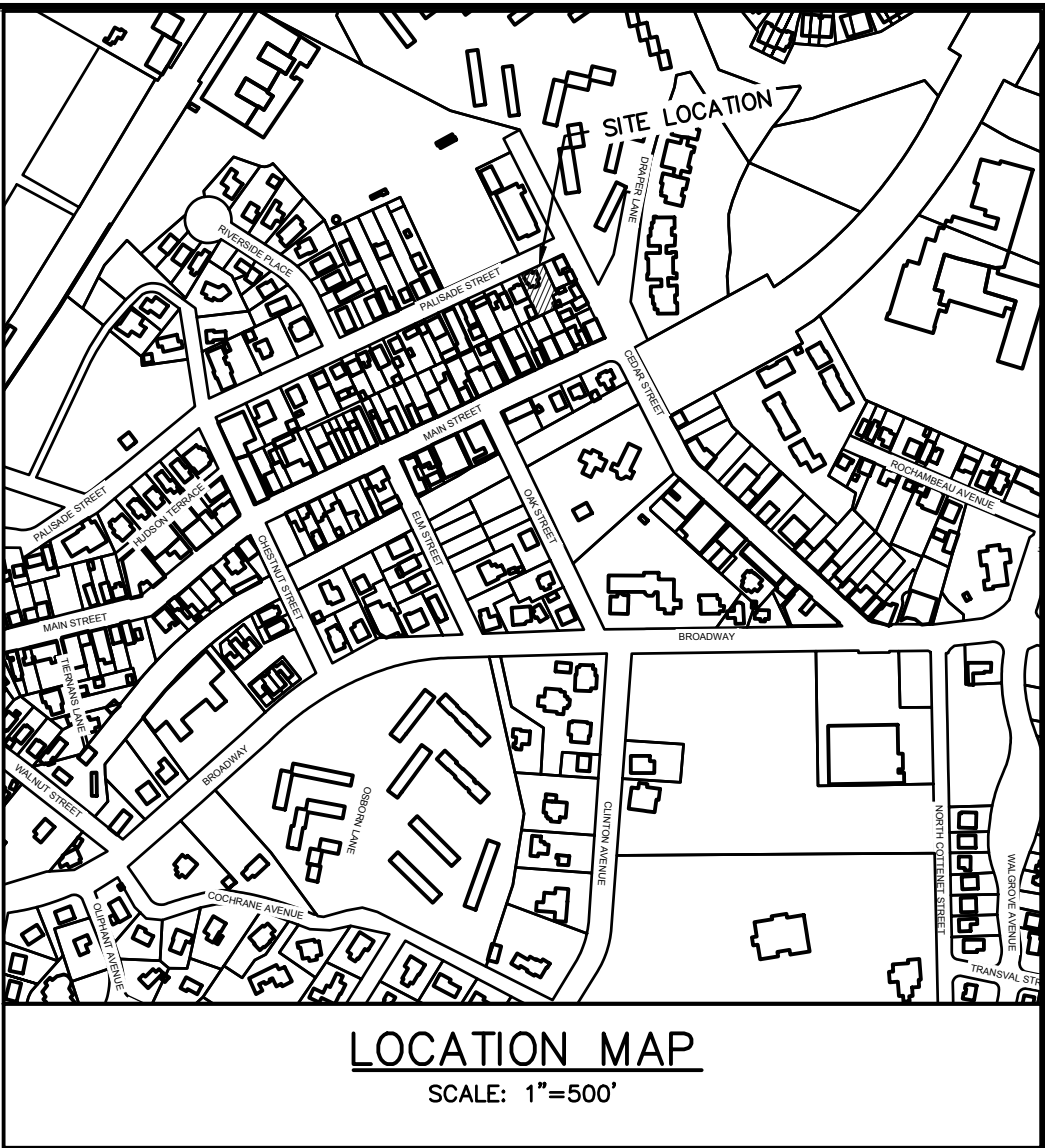 SITE LOCATION
DRAPER LANE
RIVERSIDE PLACE
PALISADE STREET
CEDAR STREET
MAIN STREET
ROCHAMBEAU AVENUE
PALISADE STREET
HUDSON TERRACE
OAK STREET
ELM STREET
CHESTNUT STREET
MAIN STREET
BROADWAY
TIERNANS LANE
WALNUT STREET
BROADWAY
OSBORN LANE
CLINTON AVENUE
NORTH COTTENET STREET
WALGROVE AVENUE
COCHRANE AVENUE
OLIPHANT AVENUE
TRANSVAL STR
LOCATION MAP
SCALE: 1"=500'